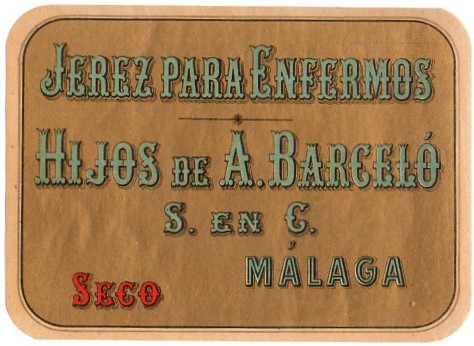 JEREZ PARA ENFERMOS
HIJOS DE A. BARCELÓ
S. EN C.
MÁLAGA
SECO